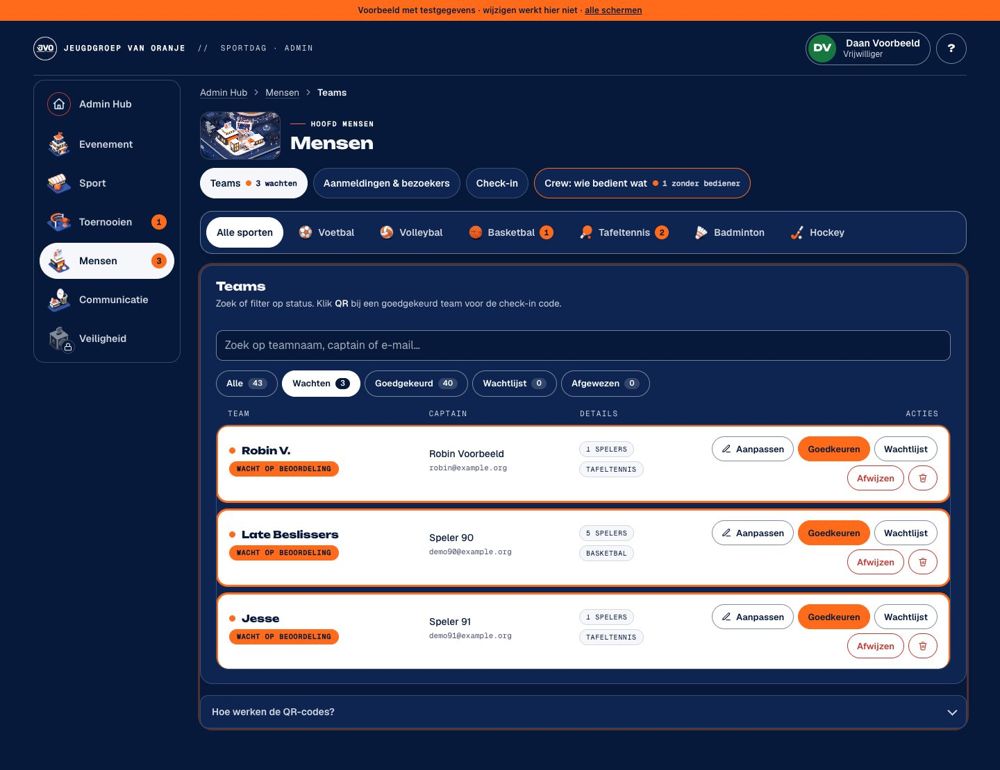 Voorbeeld met testgegevens · wijzigen werkt hier niet · alle schermen
JVO JEUGDGROEP VAN ORANJE // SPORTDAG · ADMIN
DV Daan Voorbeeld
Vrijwilliger
?
Admin Hub
Evenement
Sport
Toernooien 1
Mensen 3
Communicatie
Veiligheid
Admin Hub > Mensen > Teams
HOOFD MENSEN
Mensen
Teams 3 wachten
Aanmeldingen & bezoekers
Check-in
Crew: wie bedient wat 1 zonder bediener
Alle sporten
Voetbal
Volleybal
Basketbal 1
Tafeltennis 2
Badminton
Hockey
Teams
Zoek of filter op status. Klik QR bij een goedgekeurd team voor de check-in code.
Zoek op teamnaam, captain of e-mail...
Alle 43
Wachten 3
Goedgekeurd 40
Wachtlijst 0
Afgewezen 0
TEAM CAPTAIN DETAILS ACTIES
Robin V.
WACHT OP BEOORDELING
Robin Voorbeeld
robin@example.org
1 SPELERS
TAFELTENNIS
Aanpassen Goedkeuren Wachtlijst
Afwijzen
Late Beslissers
WACHT OP BEOORDELING
Speler 90
demo90@example.org
5 SPELERS
BASKETBAL
Aanpassen Goedkeuren Wachtlijst
Afwijzen
Jesse
WACHT OP BEOORDELING
Speler 91
demo91@example.org
1 SPELERS
TAFELTENNIS
Aanpassen Goedkeuren Wachtlijst
Afwijzen
Hoe werken de QR-codes?